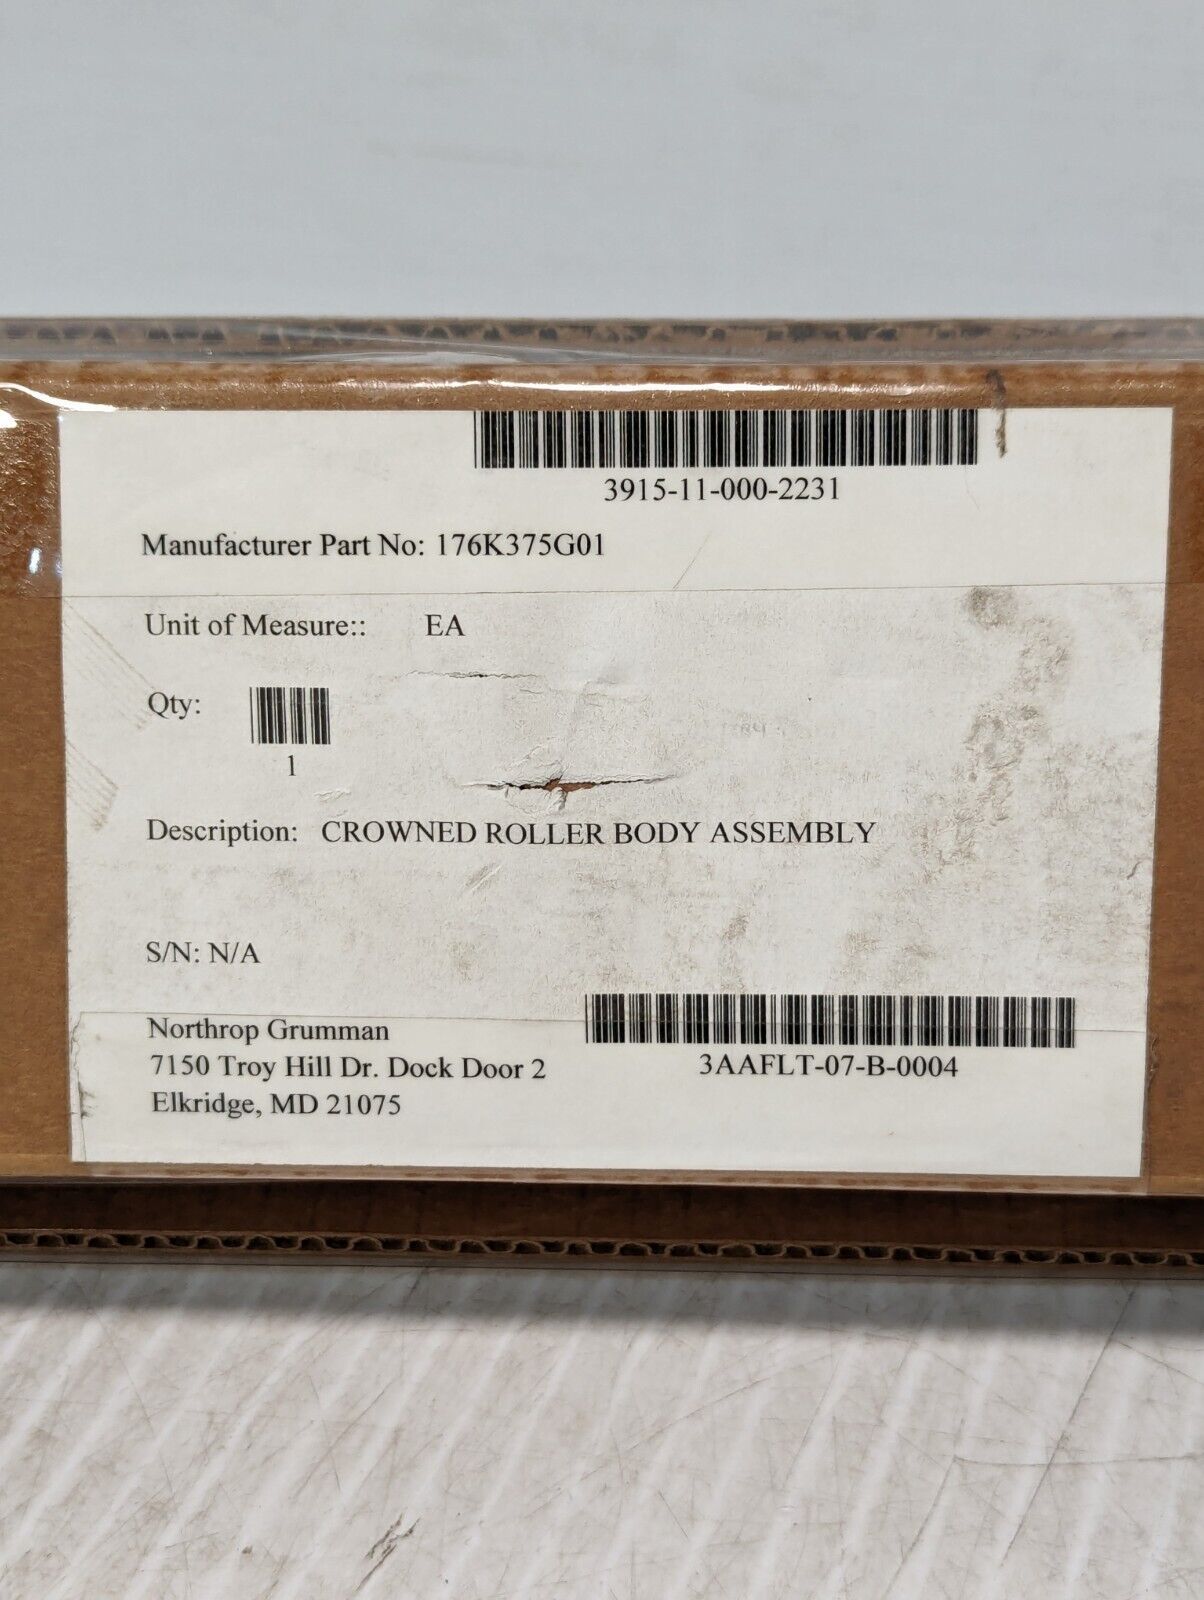 3915-11-000-2231
Manufacturer Part No: 176K375G01
Unit of Measure:: EA
Qty:
1
Description: CROWNED ROLLER BODY ASSEMBLY
S/N: N/A
Northrop Grumman
7150 Troy Hill Dr. Dock Door 2
Elkridge, MD 21075
3AAFLT-07-B-0004